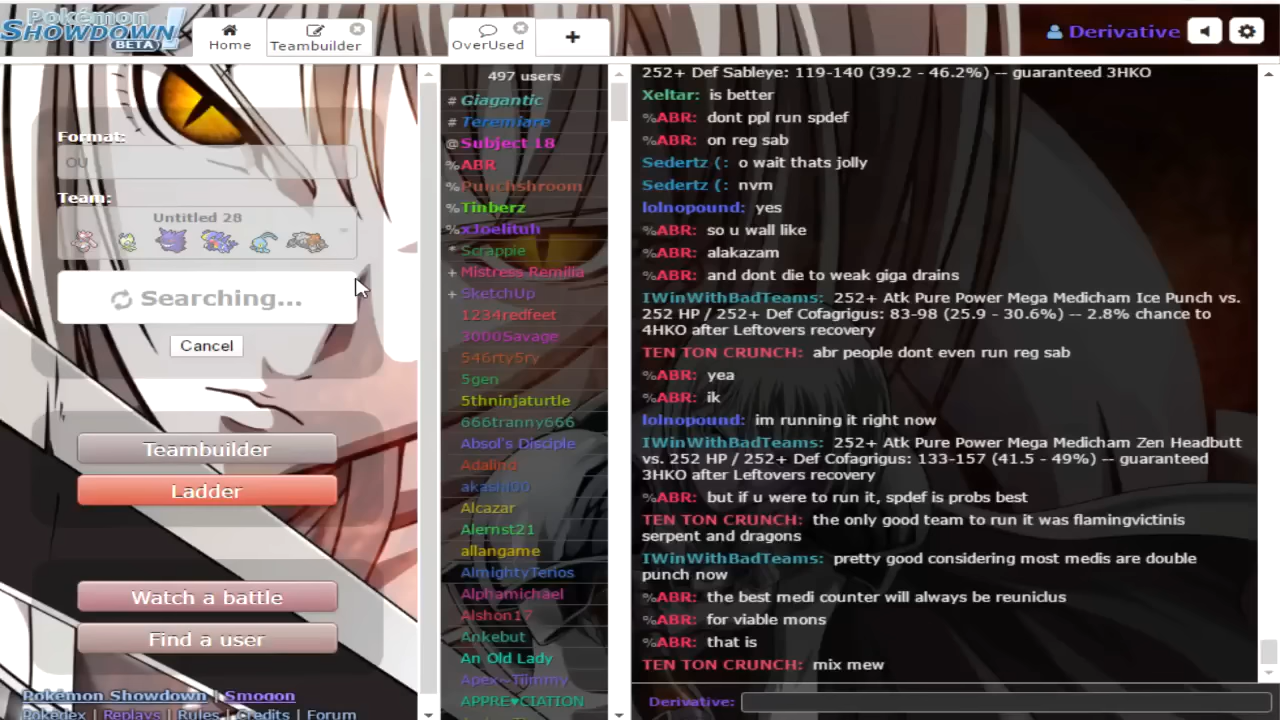 Pokémon
Showdown!
BETA
Home
Teambuilder
OverUsed
+
Derivative
Format:
OU
Team:
Untitled 28
Searching...
Cancel
Teambuilder
Ladder
Watch a battle
Find a user
Pokémon Showdown | Smogon
Pokédex | Replays | Rules | Credits | Forum
497 users
# Giagantic
# Teremiare
@Subject 18
%ABR
%Punchshroom
%Tinberz
%xJoelituh
* Scrappie
+ Mistress Remilla
+ SketchUp
1234redfeet
3000Savage
546rty5ry
5gen
5thninjaturtle
666tranny666
Absol's Disciple
Adalind
akashi00
Alcazar
Alernst21
allangame
AlmightyTerios
Alphamichael
Alshon17
Ankebut
An Old Lady
Apex~Tiimmy
APPRE♥CIATION
252+ Def Sableye: 119-140 (39.2 - 46.2%) -- guaranteed 3HKO
Xeltar: is better
%ABR: dont ppl run spdef
%ABR: on reg sab
Sedertz (: o wait thats jolly
Sedertz (: nvm
lolnopound: yes
%ABR: so u wall like
%ABR: alakazam
%ABR: and dont die to weak giga drains
IWinWithBadTeams: 252+ Atk Pure Power Mega Medicham Ice Punch vs.
252 HP / 252+ Def Cofagrigus: 83-98 (25.9 - 30.6%) -- 2.8% chance to
4HKO after Leftovers recovery
TEN TON CRUNCH: abr people dont even run reg sab
%ABR: yea
%ABR: ik
lolnopound: im running it right now
IWinWithBadTeams: 252+ Atk Pure Power Mega Medicham Zen Headbutt
vs. 252 HP / 252+ Def Cofagrigus: 133-157 (41.5 - 49%) -- guaranteed
3HKO after Leftovers recovery
%ABR: but if u were to run it, spdef is probs best
TEN TON CRUNCH: the only good team to run it was flamingvictinis
serpent and dragons
IWinWithBadTeams: pretty good considering most medis are double
punch now
%ABR: the best medi counter will always be reuniclus
%ABR: for viable mons
%ABR: that is
TEN TON CRUNCH: mix mew
Derivative: